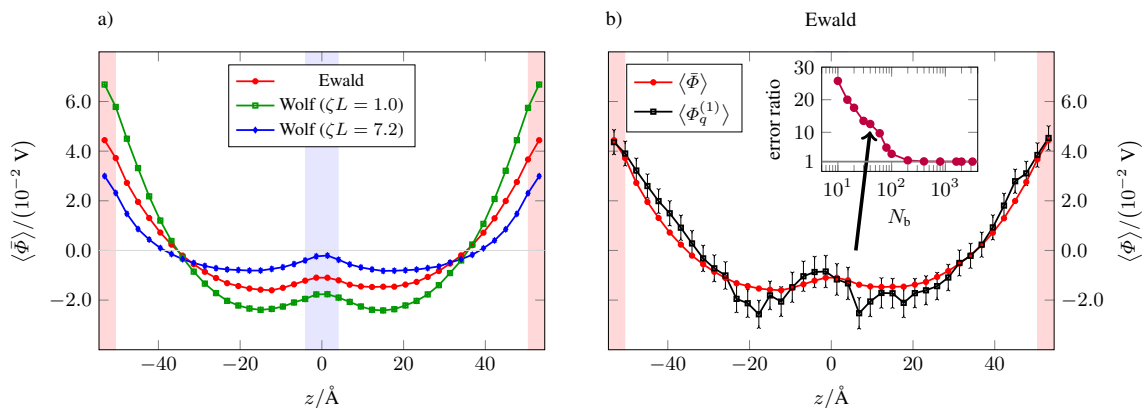 a)
⟨Φ̄⟩/(10⁻² V)
6.0
4.0
2.0
0.0
−2.0
Ewald
Wolf (ζL = 1.0)
Wolf (ζL = 7.2)
−40 −20 0 20 40
z/Å
b) Ewald
⟨Φ̄⟩
⟨Φ_q^(1)⟩
error ratio
30
10
1
10¹ 10² 10³
N_b
6.0
4.0
2.0
0.0
−2.0
⟨Φ̄⟩/(10⁻² V)
−40 −20 0 20 40
z/Å